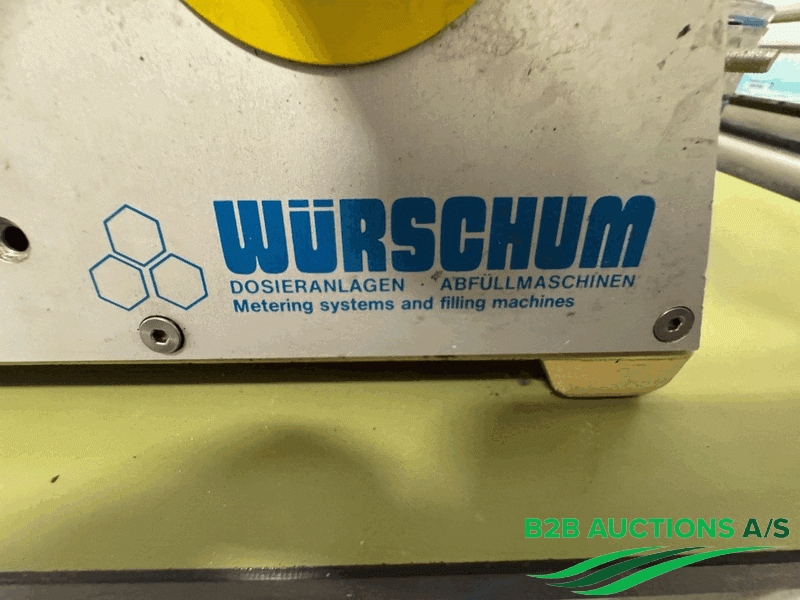 WÜRSCHUM
DOSIERANLAGEN · ABFÜLLMASCHINEN
Metering systems and filling machines
B2B AUCTIONS A/S